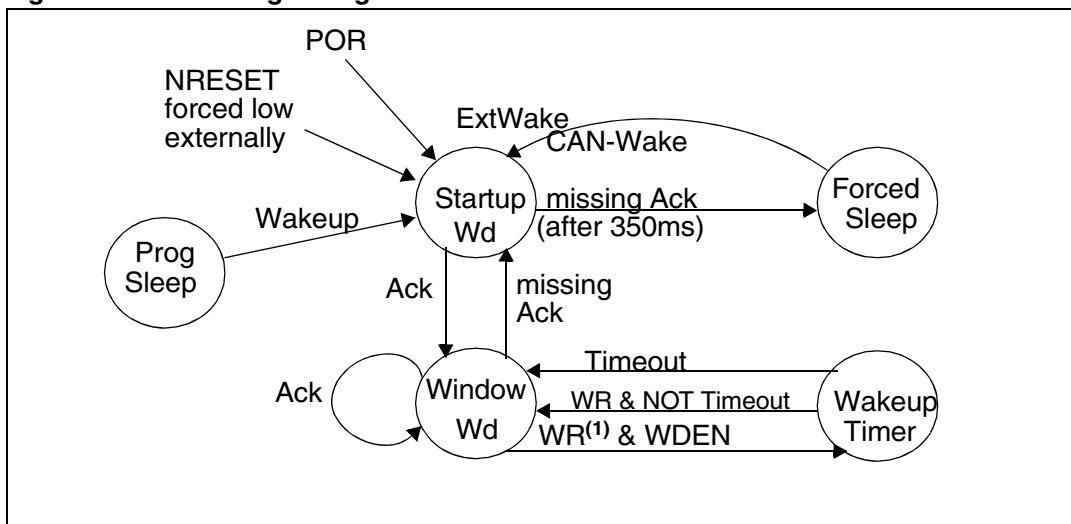 POR
NRESET
forced low
externally
ExtWake
CAN-Wake
Startup
Wd
missing Ack
(after 350ms)
Forced
Sleep
Wakeup
Prog
Sleep
Ack
missing
Ack
Ack
Window
Wd
Timeout
WR & NOT Timeout
WR(1) & WDEN
Wakeup
Timer